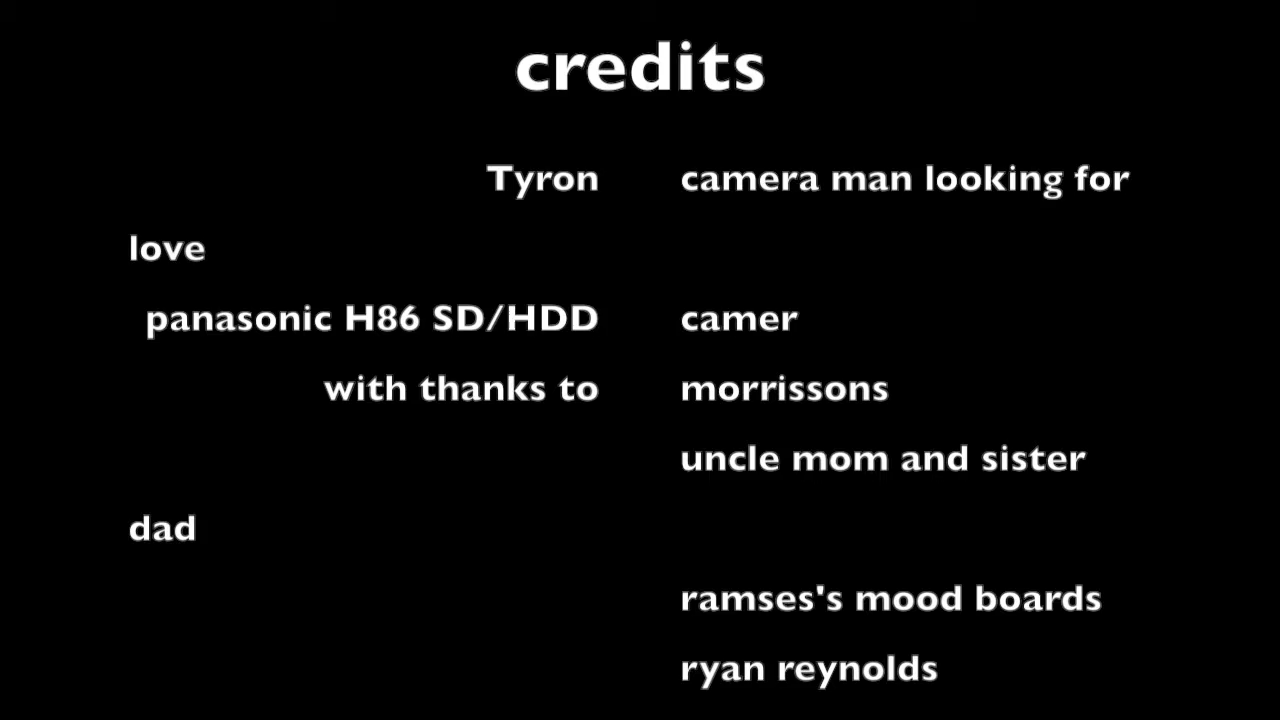 credits
Tyron camera man looking for
love
panasonic H86 SD/HDD camer
with thanks to morrissons
uncle mom and sister
dad
ramses's mood boards
ryan reynolds